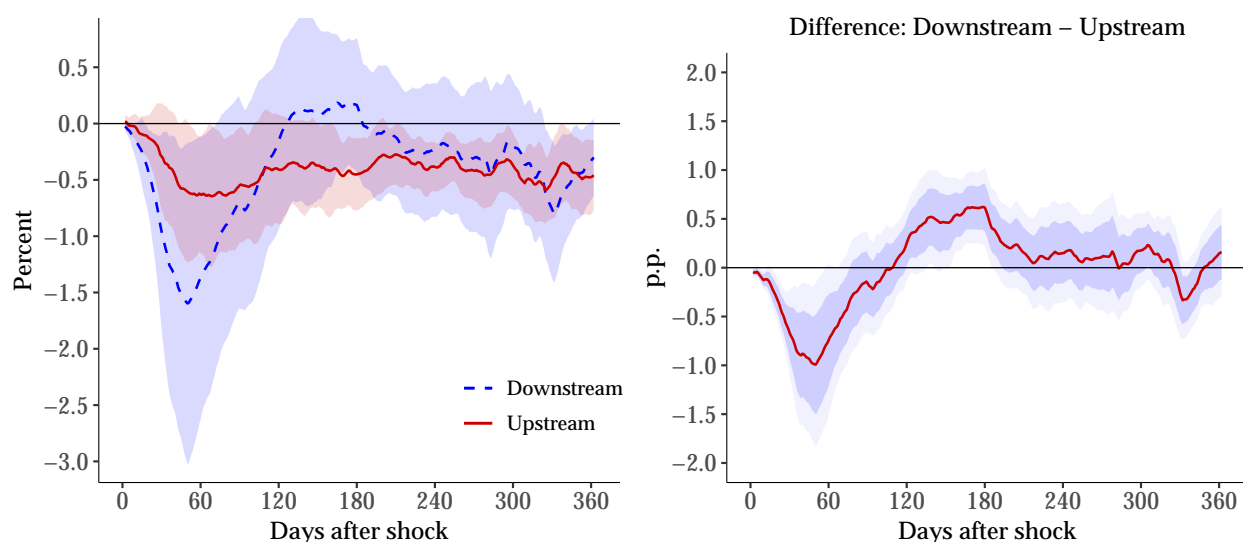 0.5
0.0
−0.5
−1.0
−1.5
−2.0
−2.5
−3.0
Percent
Downstream
Upstream
0 60 120 180 240 300 360
Days after shock
Difference: Downstream – Upstream
2.0
1.5
1.0
0.5
0.0
−0.5
−1.0
−1.5
−2.0
p.p.
0 60 120 180 240 300 360
Days after shock